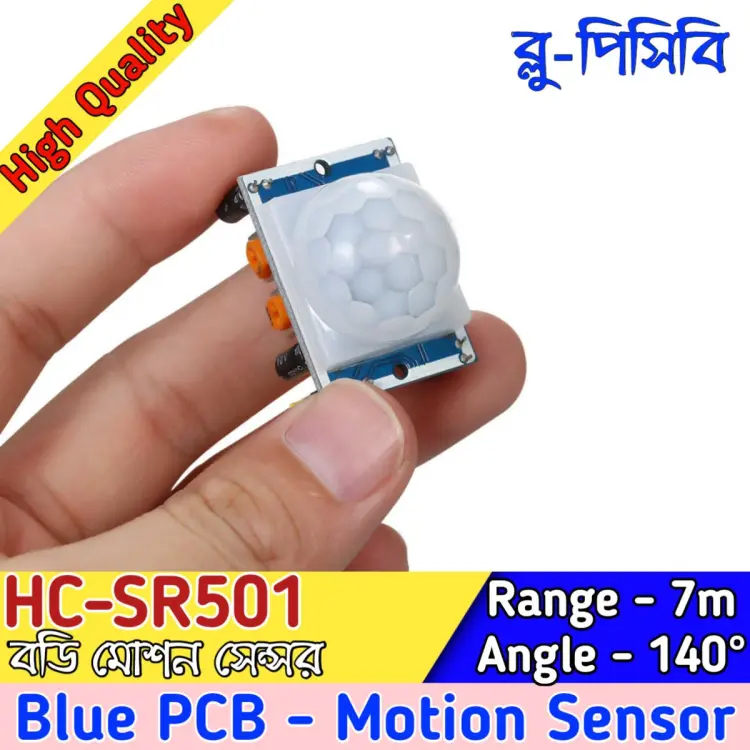 High Quality
ব্লু-পিসিবি
HC-SR501
বডি মোশন সেন্সর
Range - 7m
Angle - 140°
Blue PCB - Motion Sensor